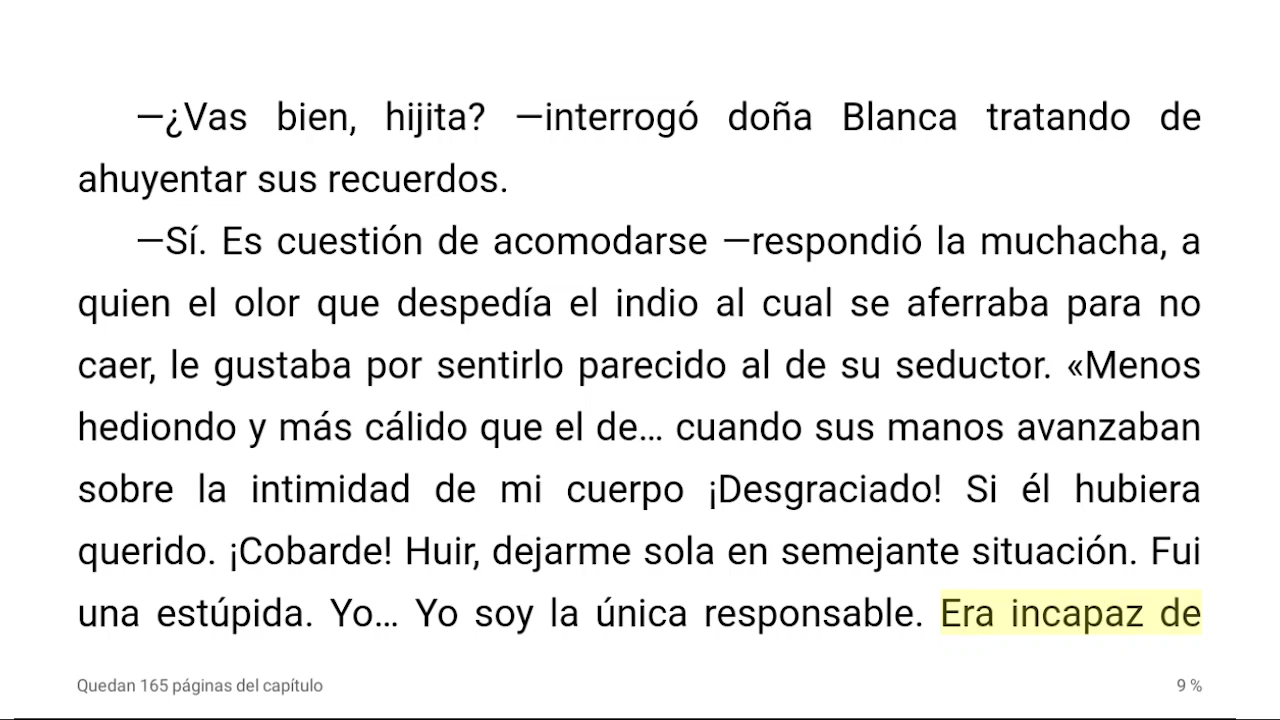 —¿Vas bien, hijita? —interrogó doña Blanca tratando de
ahuyentar sus recuerdos.
—Sí. Es cuestión de acomodarse —respondió la muchacha, a
quien el olor que despedía el indio al cual se aferraba para no
caer, le gustaba por sentirlo parecido al de su seductor. «Menos
hediondo y más cálido que el de… cuando sus manos avanzaban
sobre la intimidad de mi cuerpo ¡Desgraciado! Si él hubiera
querido. ¡Cobarde! Huir, dejarme sola en semejante situación. Fui
una estúpida. Yo… Yo soy la única responsable. Era incapaz de
Quedan 165 páginas del capítulo
9 %